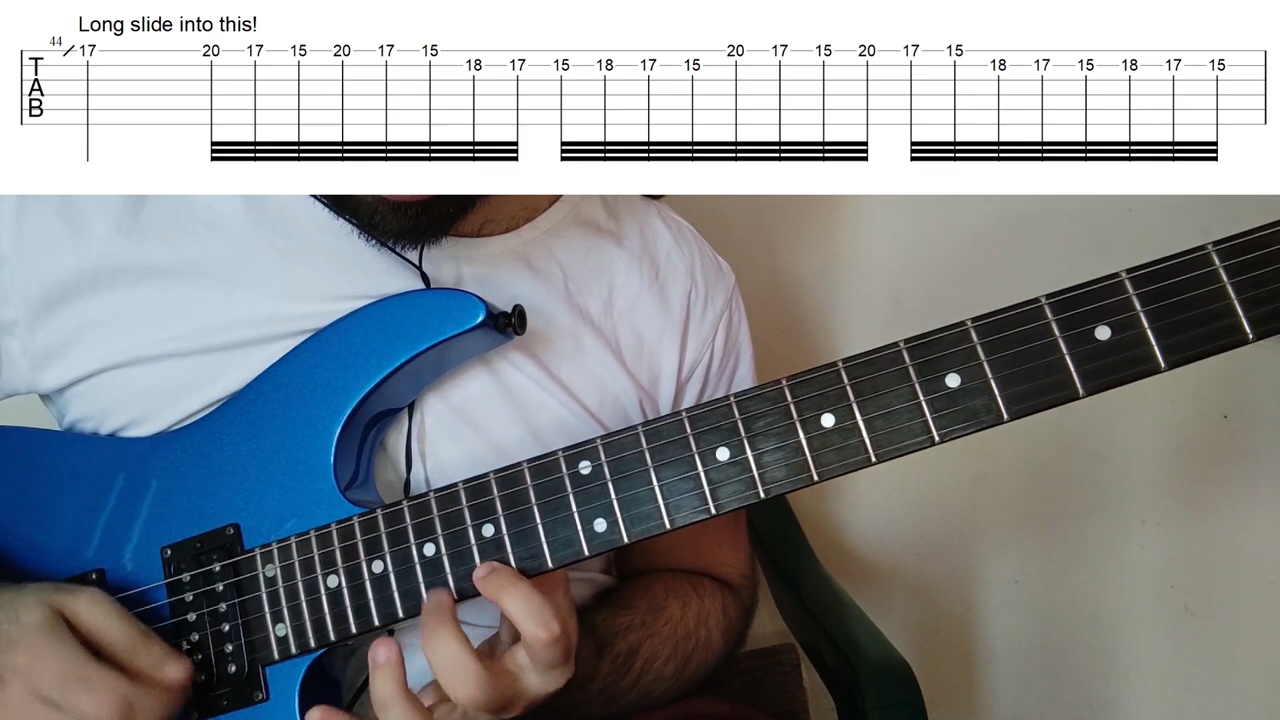 Long slide into this!
44
17 20 17 15 20 17 15 20 17 15 20 17 15
18 17 15 18 17 15 18 17 15 18 17 15
T
A
B